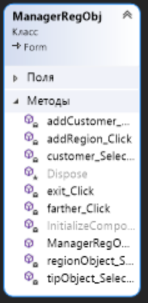 ManagerRegObj
Класс
Form
Поля
Методы
addCustomer_...
addRegion_Click
customer_Selec...
Dispose
exit_Click
farther_Click
InitializeCompo...
ManagerRegO...
regionObject_S...
tipObject_Selec...